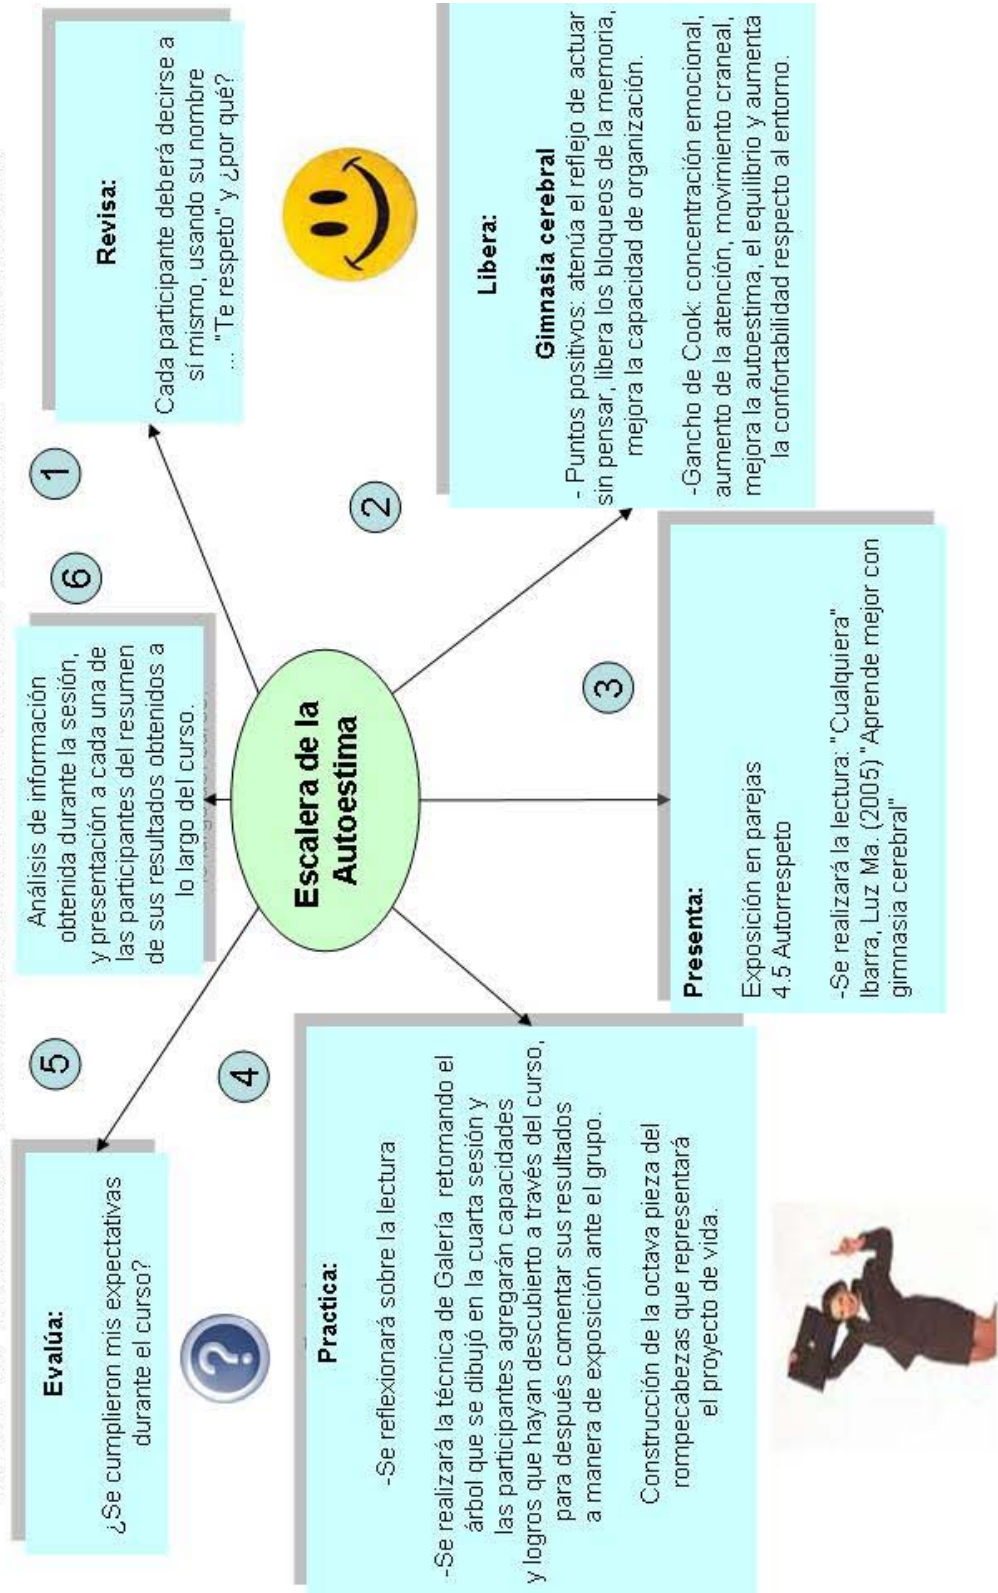 Escalera de la
Autoestima
1
Revisa:
Cada participante deberá decirse a
sí mismo, usando su nombre
... "Te respeto" y ¿por qué?
2
Libera:
Gimnasia cerebral
- Puntos positivos: atenúa el reflejo de actuar
sin pensar, libera los bloqueos de la memoria,
mejora la capacidad de organización.
-Gancho de Cook: concentración emocional,
aumento de la atención, movimiento craneal,
mejora la autoestima, el equilibrio y aumenta
la confortabilidad respecto al entorno.
3
Presenta:
Exposición en parejas
4.5 Autorrespeto
-Se realizará la lectura: "Cualquiera"
Ibarra, Luz Ma. (2005) "Aprende mejor con
gimnasia cerebral"
4
Practica:
-Se reflexionará sobre la lectura
-Se realizará la técnica de Galería retomando el
árbol que se dibujó en la cuarta sesión y
las participantes agregarán capacidades
y logros que hayan descubierto a través del curso,
para después comentar sus resultados
a manera de exposición ante el grupo.
Construcción de la octava pieza del
rompecabezas que representará
el proyecto de vida.
5
Evalúa:
¿Se cumplieron mis expectativas
durante el curso?
?
6
Análisis de información
obtenida durante la sesión,
y presentación a cada una de
las participantes del resumen
de sus resultados obtenidos a
lo largo del curso.